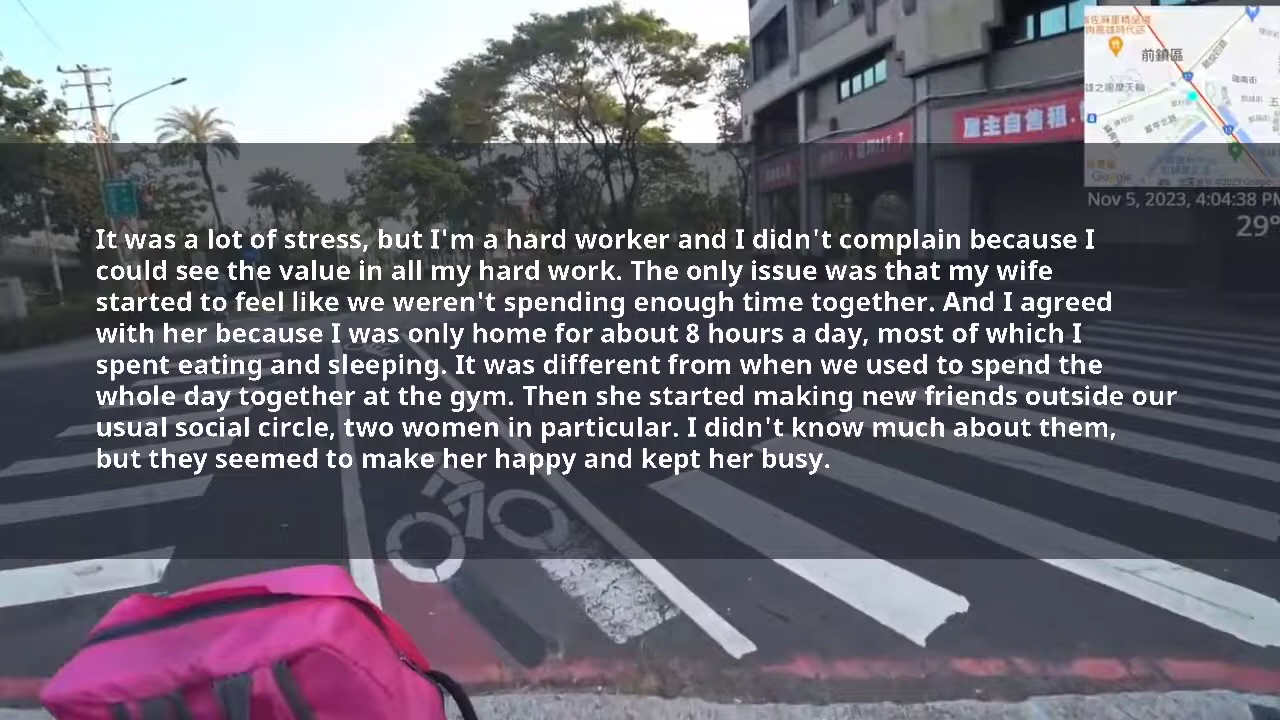 前鎮區
Google
雇主自售租.
Nov 5, 2023, 4:04:38 PM
29°
It was a lot of stress, but I'm a hard worker and I didn't complain because I
could see the value in all my hard work. The only issue was that my wife
started to feel like we weren't spending enough time together. And I agreed
with her because I was only home for about 8 hours a day, most of which I
spent eating and sleeping. It was different from when we used to spend the
whole day together at the gym. Then she started making new friends outside our
usual social circle, two women in particular. I didn't know much about them,
but they seemed to make her happy and kept her busy.